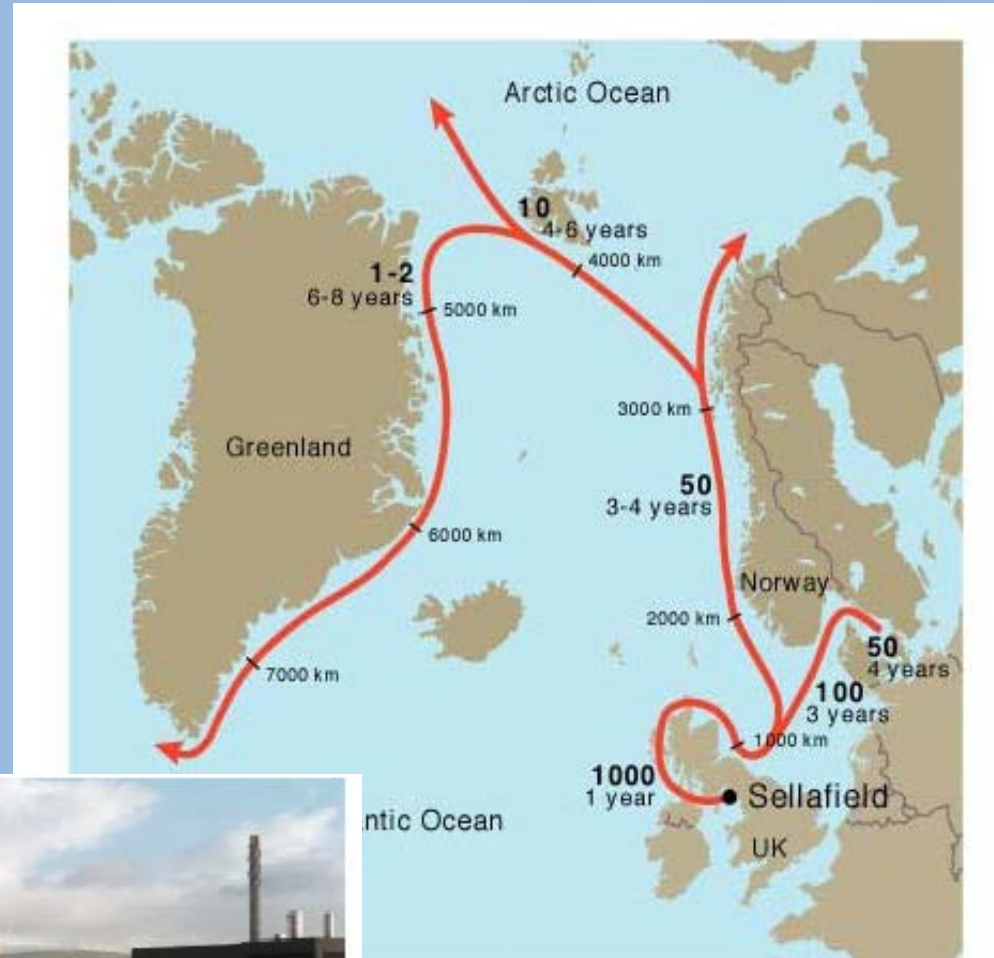 Arctic Ocean
10
4-6 years
4000 km
1-2
6-8 years
5000 km
3000 km
Greenland
50
3-4 years
6000 km
Norway
2000 km
50
4 years
7000 km
100
3 years
1000 km
1000
1 year
Sellafield
ntic Ocean
UK